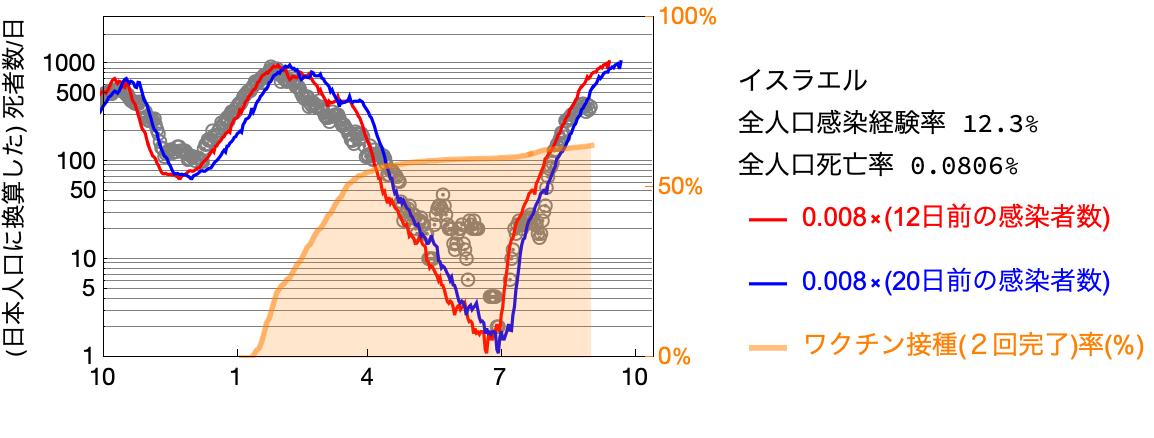 (日本人口に換算した) 死者数/日
1000
500
100
50
10
5
1
10
1
4
7
10
100%
50%
0%
イスラエル
全人口感染経験率 12.3%
全人口死亡率 0.0806%
0.008×(12日前の感染者数)
0.008×(20日前の感染者数)
ワクチン接種(２回完了)率(%)